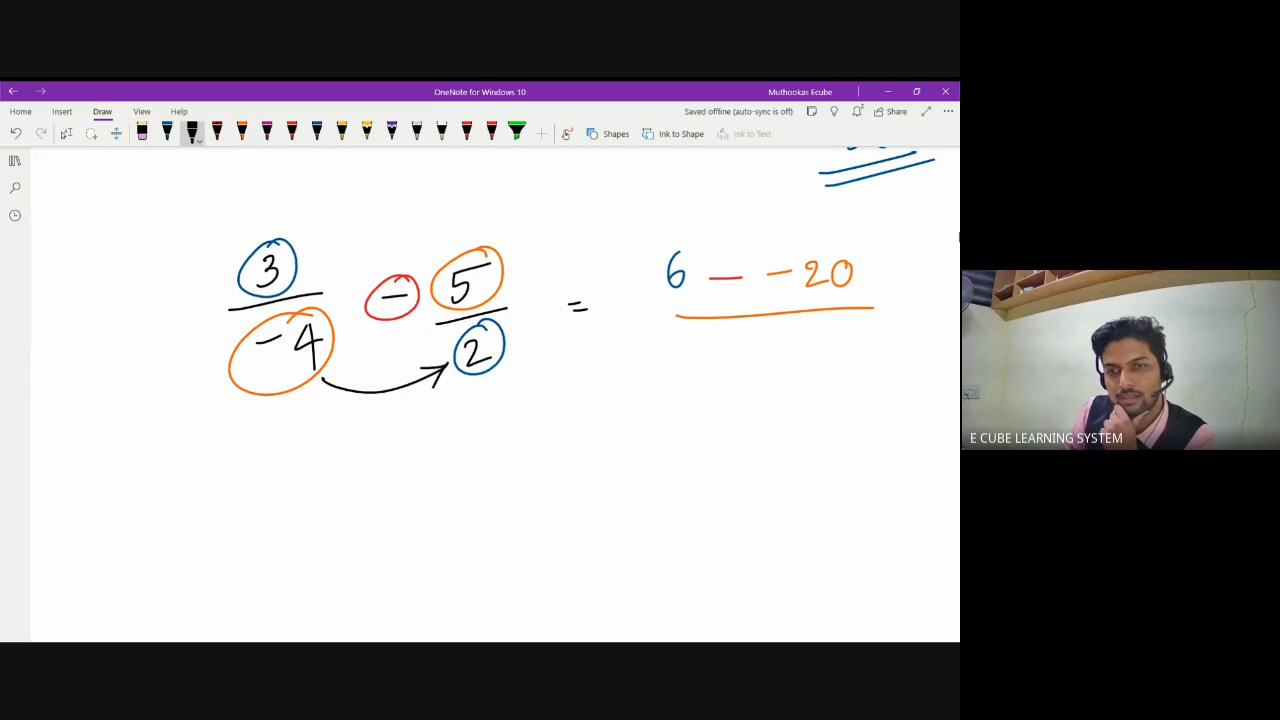 OneNote for Windows 10
Muthookas Ecube
Home Insert Draw View Help
Saved offline (auto-sync is off)
Share
Shapes
Ink to Shape
Ink to Text
3/-4 - 5/2 = 6 - -20
E CUBE LEARNING SYSTEM